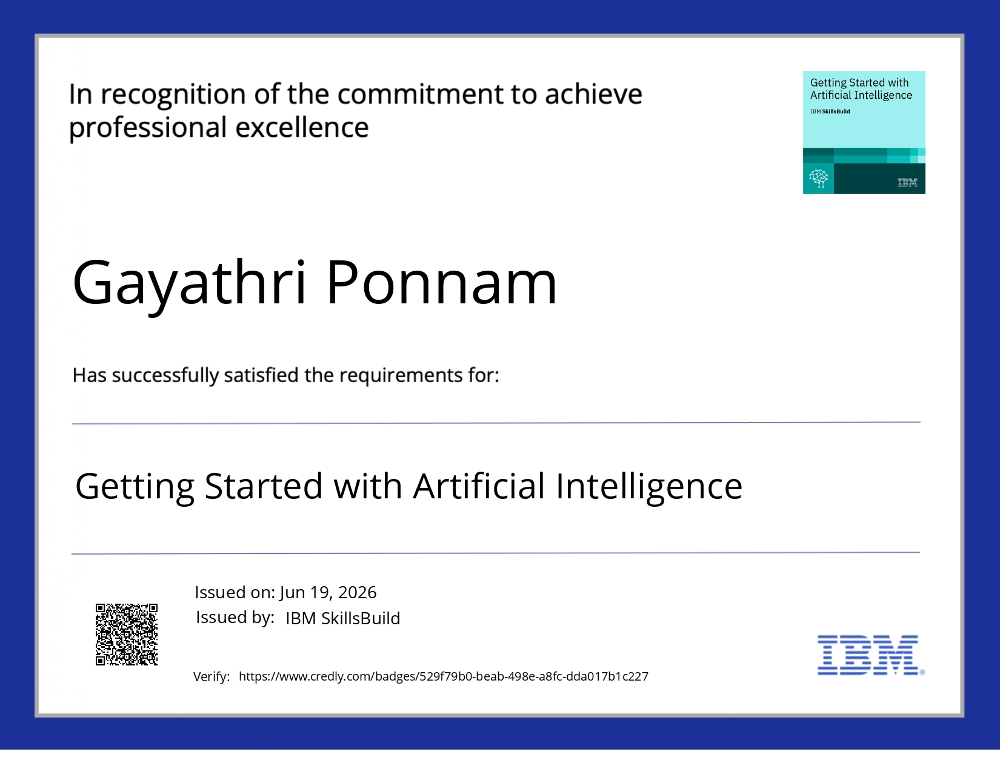 In recognition of the commitment to achieve
professional excellence
Getting Started with
Artificial Intelligence
IBM SkillsBuild
IBM
Gayathri Ponnam
Has successfully satisfied the requirements for:
Getting Started with Artificial Intelligence
Issued on: Jun 19, 2026
Issued by: IBM SkillsBuild
IBM®
Verify: https://www.credly.com/badges/529f79b0-beab-498e-a8fc-dda017b1c227